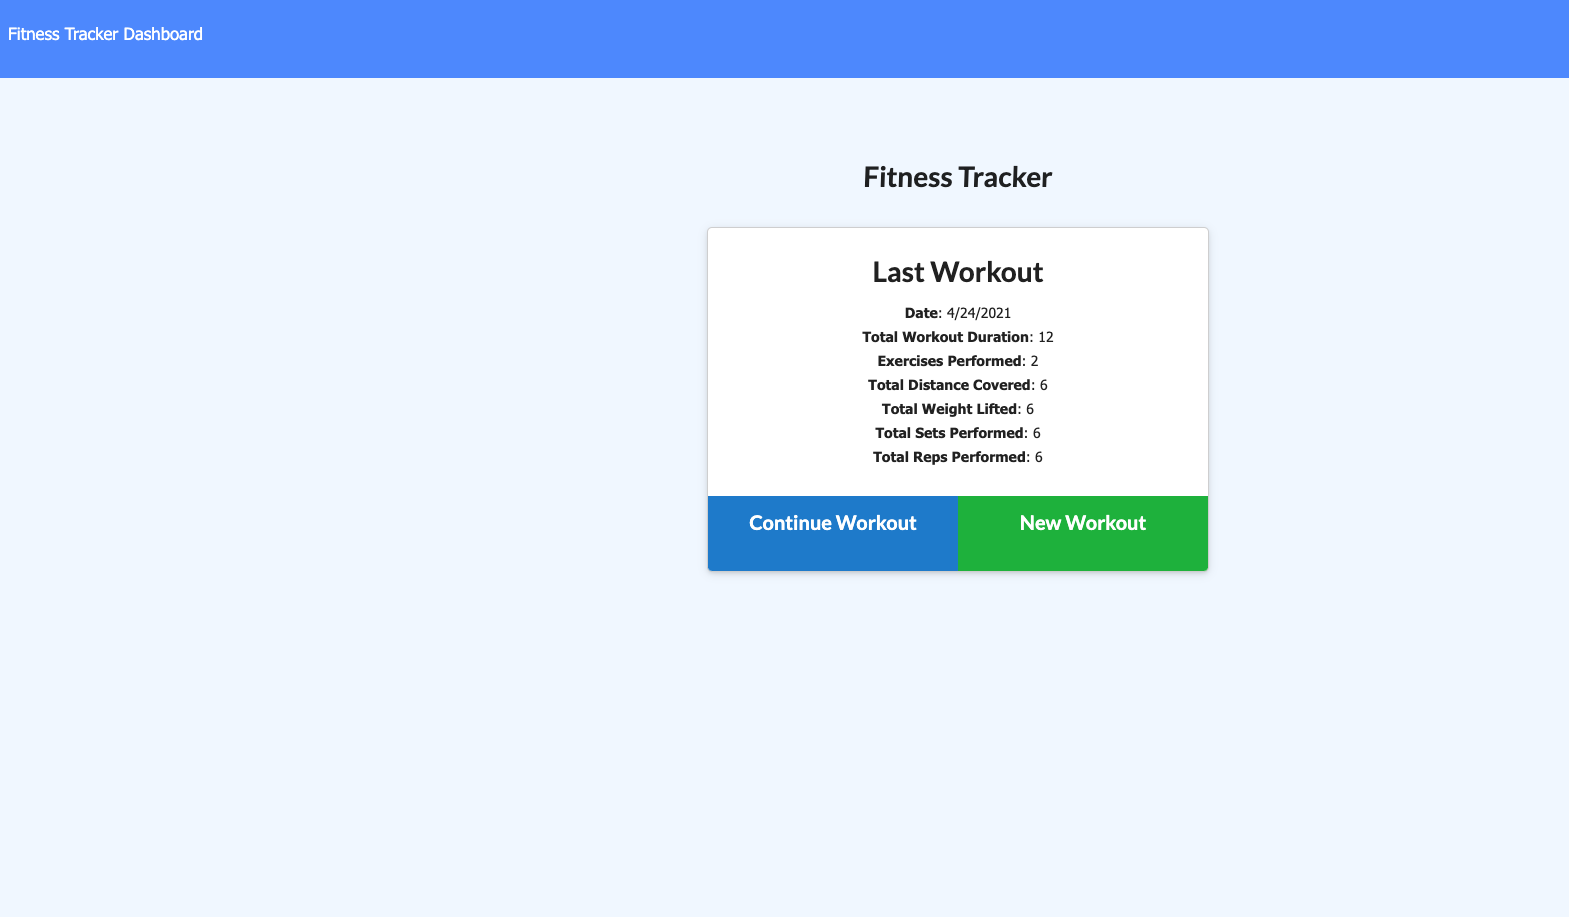 Fitness Tracker Dashboard
Fitness Tracker
Last Workout
Date: 4/24/2021
Total Workout Duration: 12
Exercises Performed: 2
Total Distance Covered: 6
Total Weight Lifted: 6
Total Sets Performed: 6
Total Reps Performed: 6
Continue Workout
New Workout